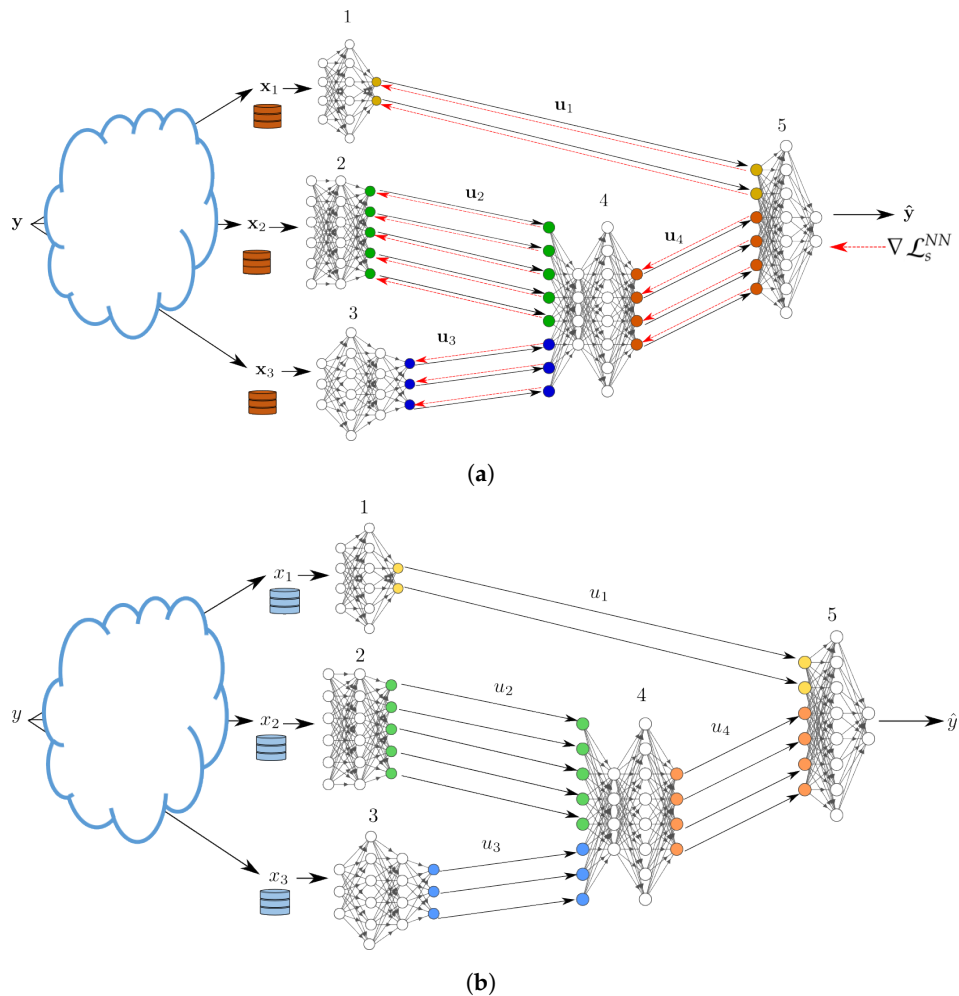 1
x₁
u₁
5
2
4
y
x₂
u₂
u₄
ŷ
∇ℒₛᴺᴺ
3
u₃
x₃
(a)
1
x₁
u₁
5
2
4
y
x₂
u₂
u₄
ŷ
3
u₃
x₃
(b)